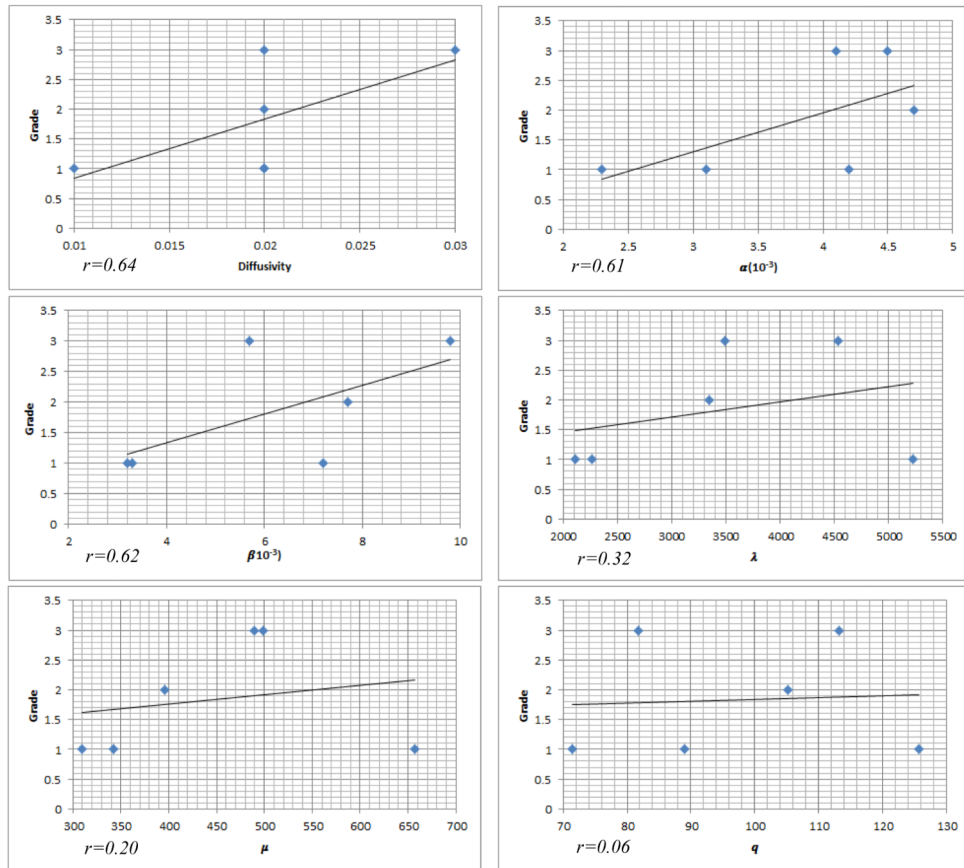 3.5
3
2.5
2
1.5
1
0.5
0
Grade
0.01 0.015 0.02 0.025 0.03
Diffusivity
r=0.64
3.5
3
2.5
2
1.5
1
0.5
0
Grade
2 2.5 3 3.5 4 4.5 5
α(10⁻³)
r=0.61
3.5
3
2.5
2
1.5
1
0.5
0
Grade
2 4 6 8 10
β10⁻³)
r=0.62
3.5
3
2.5
2
1.5
1
0.5
0
Grade
2000 2500 3000 3500 4000 4500 5000 5500
λ
r=0.32
3.5
3
2.5
2
1.5
1
0.5
0
Grade
300 350 400 450 500 550 600 650 700
μ
r=0.20
3.5
3
2.5
2
1.5
1
0.5
0
Grade
70 80 90 100 110 120 130
q
r=0.06